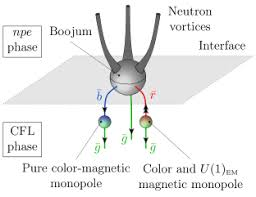 npe
phase
Boojum
Neutron
vortices
Interface
b̄
r̄
ḡ
CFL
phase
ḡ
ḡ
Pure color-magnetic
monopole
Color and U(1)EM
magnetic monopole